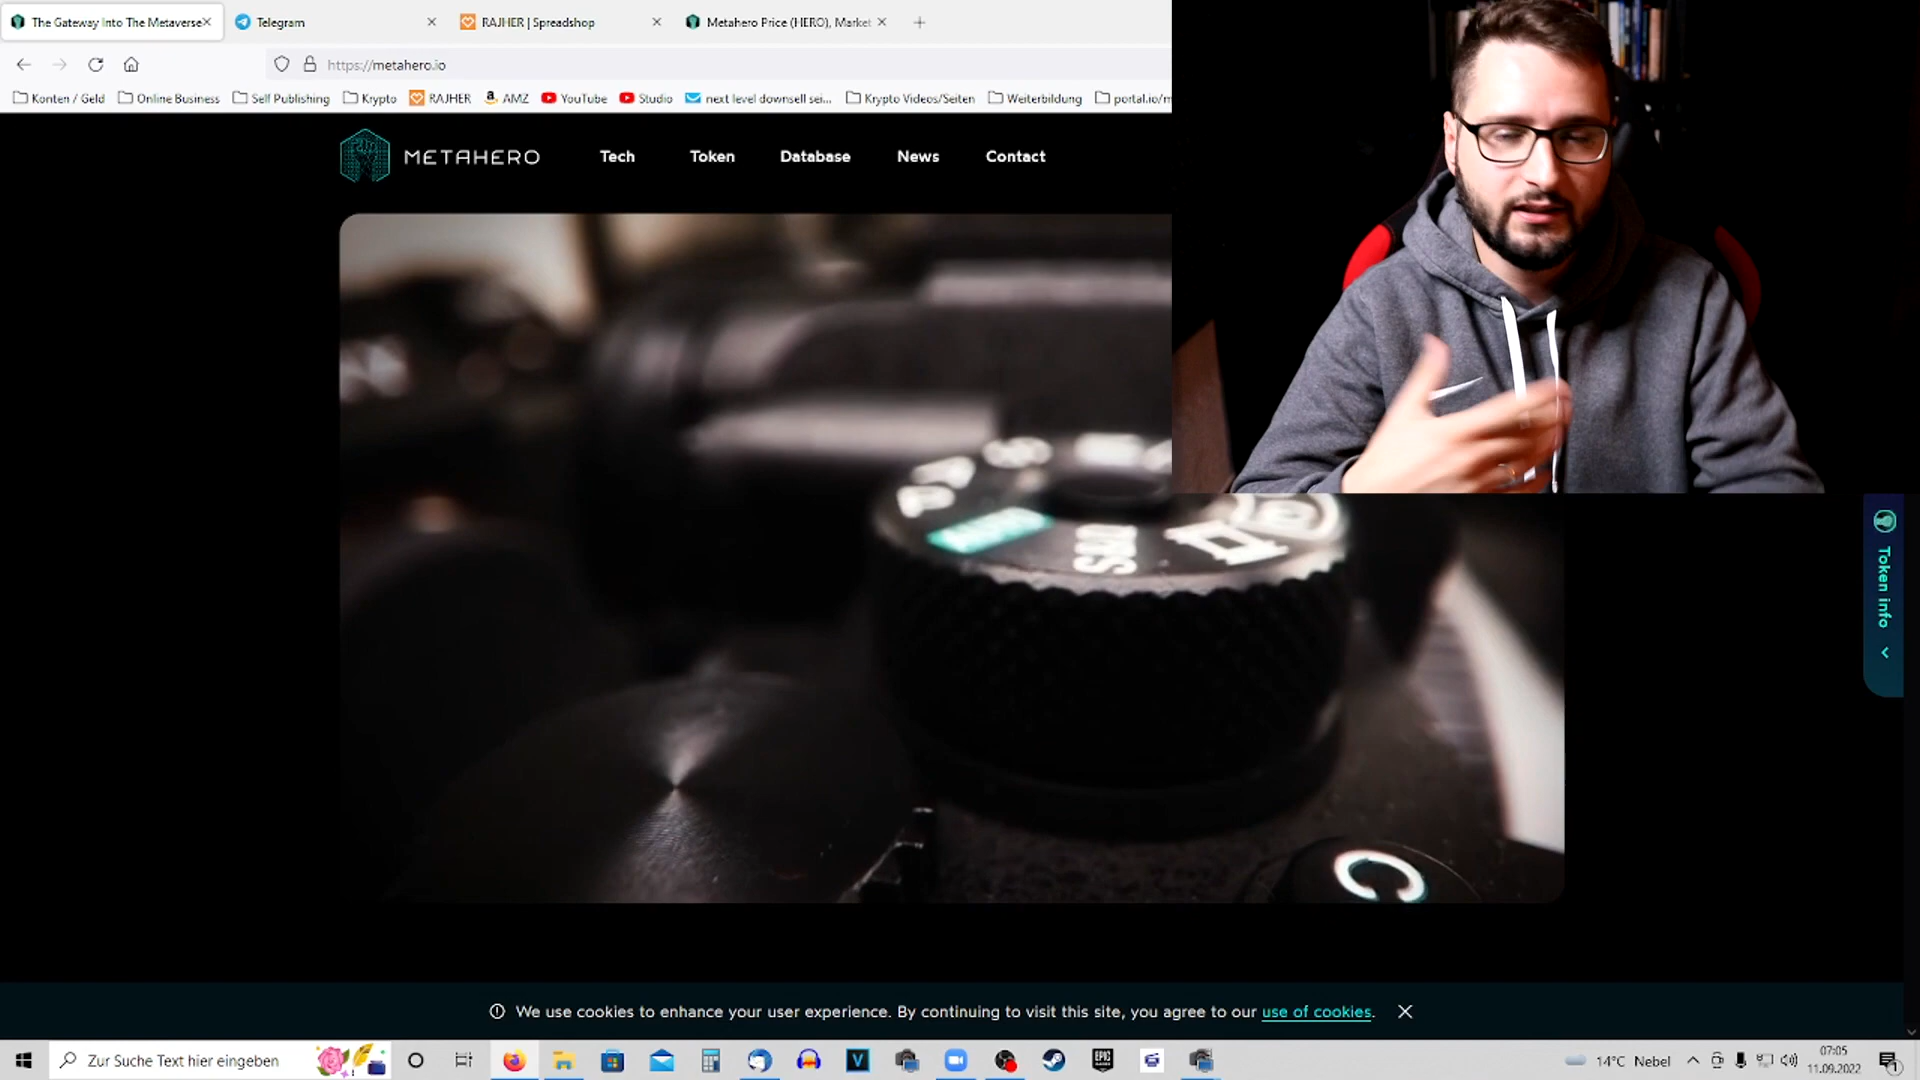 The Gateway Into The Metaverse
Telegram
RAJHER | Spreadshop
Metahero Price (HERO), Market
https://metahero.io
Konten / Geld
Online Business
Self Publishing
Krypto
RAJHER
AMZ
YouTube
Studio
next level downsell sei...
Krypto Videos/Seiten
Weiterbildung
portal.io/m
METAHERO
Tech
Token
Database
News
Contact
C
Token info
We use cookies to enhance your user experience. By continuing to visit this site, you agree to our use of cookies.
Zur Suche Text hier eingeben
EPIC
14°C Nebel
07:05
11.09.2022
1